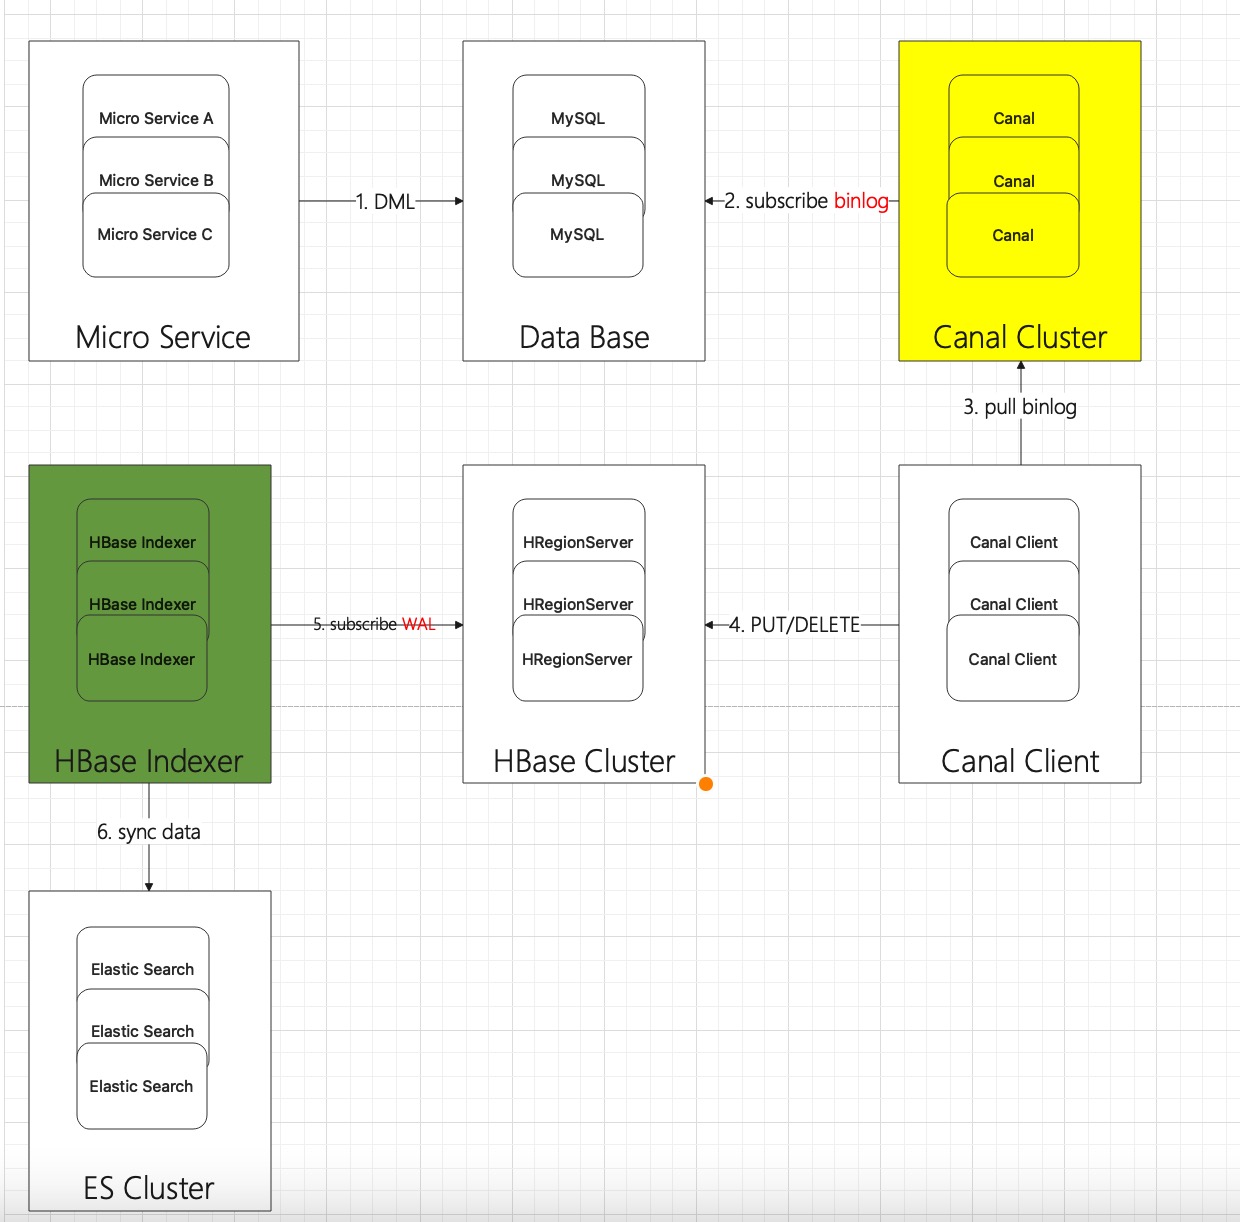 Micro Service A
Micro Service B
Micro Service C
Micro Service
1. DML
MySQL
MySQL
MySQL
Data Base
2. subscribe binlog
Canal
Canal
Canal
Canal Cluster
3. pull binlog
Canal Client
Canal Client
Canal Client
Canal Client
4. PUT/DELETE
HRegionServer
HRegionServer
HRegionServer
HBase Cluster
5. subscribe WAL
HBase Indexer
HBase Indexer
HBase Indexer
HBase Indexer
6. sync data
Elastic Search
Elastic Search
Elastic Search
ES Cluster